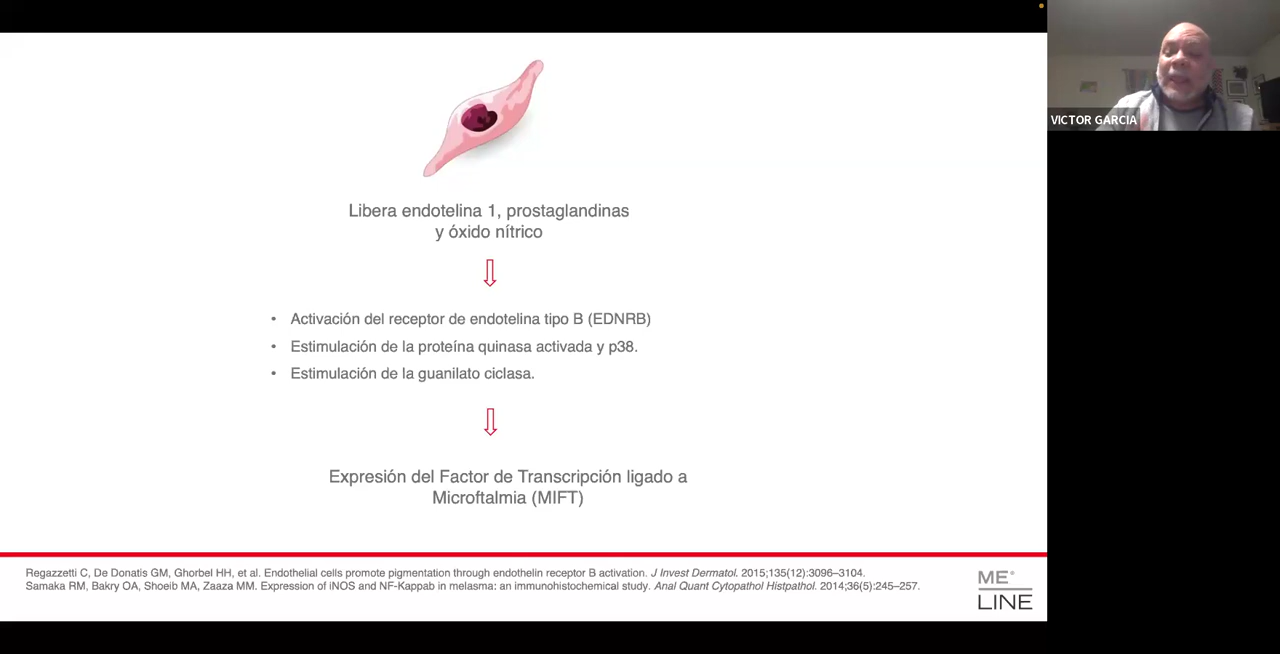 VICTOR GARCIA
Libera endotelina 1, prostaglandinas
y óxido nítrico
• Activación del receptor de endotelina tipo B (EDNRB)
• Estimulación de la proteína quinasa activada y p38.
• Estimulación de la guanilato ciclasa.
Expresión del Factor de Transcripción ligado a
Microftalmia (MIFT)
Regazzetti C, De Donatis GM, Ghorbel HH, et al. Endothelial cells promote pigmentation through endothelin receptor B activation. J Invest Dermatol. 2015;135(12):3096–3104.
Samaka RM, Bakry OA, Shoeib MA, Zaaza MM. Expression of iNOS and NF-Kappab in melasma: an immunohistochemical study. Anal Quant Cytopathol Histpathol. 2014;36(5):245–257.
ME
LINE